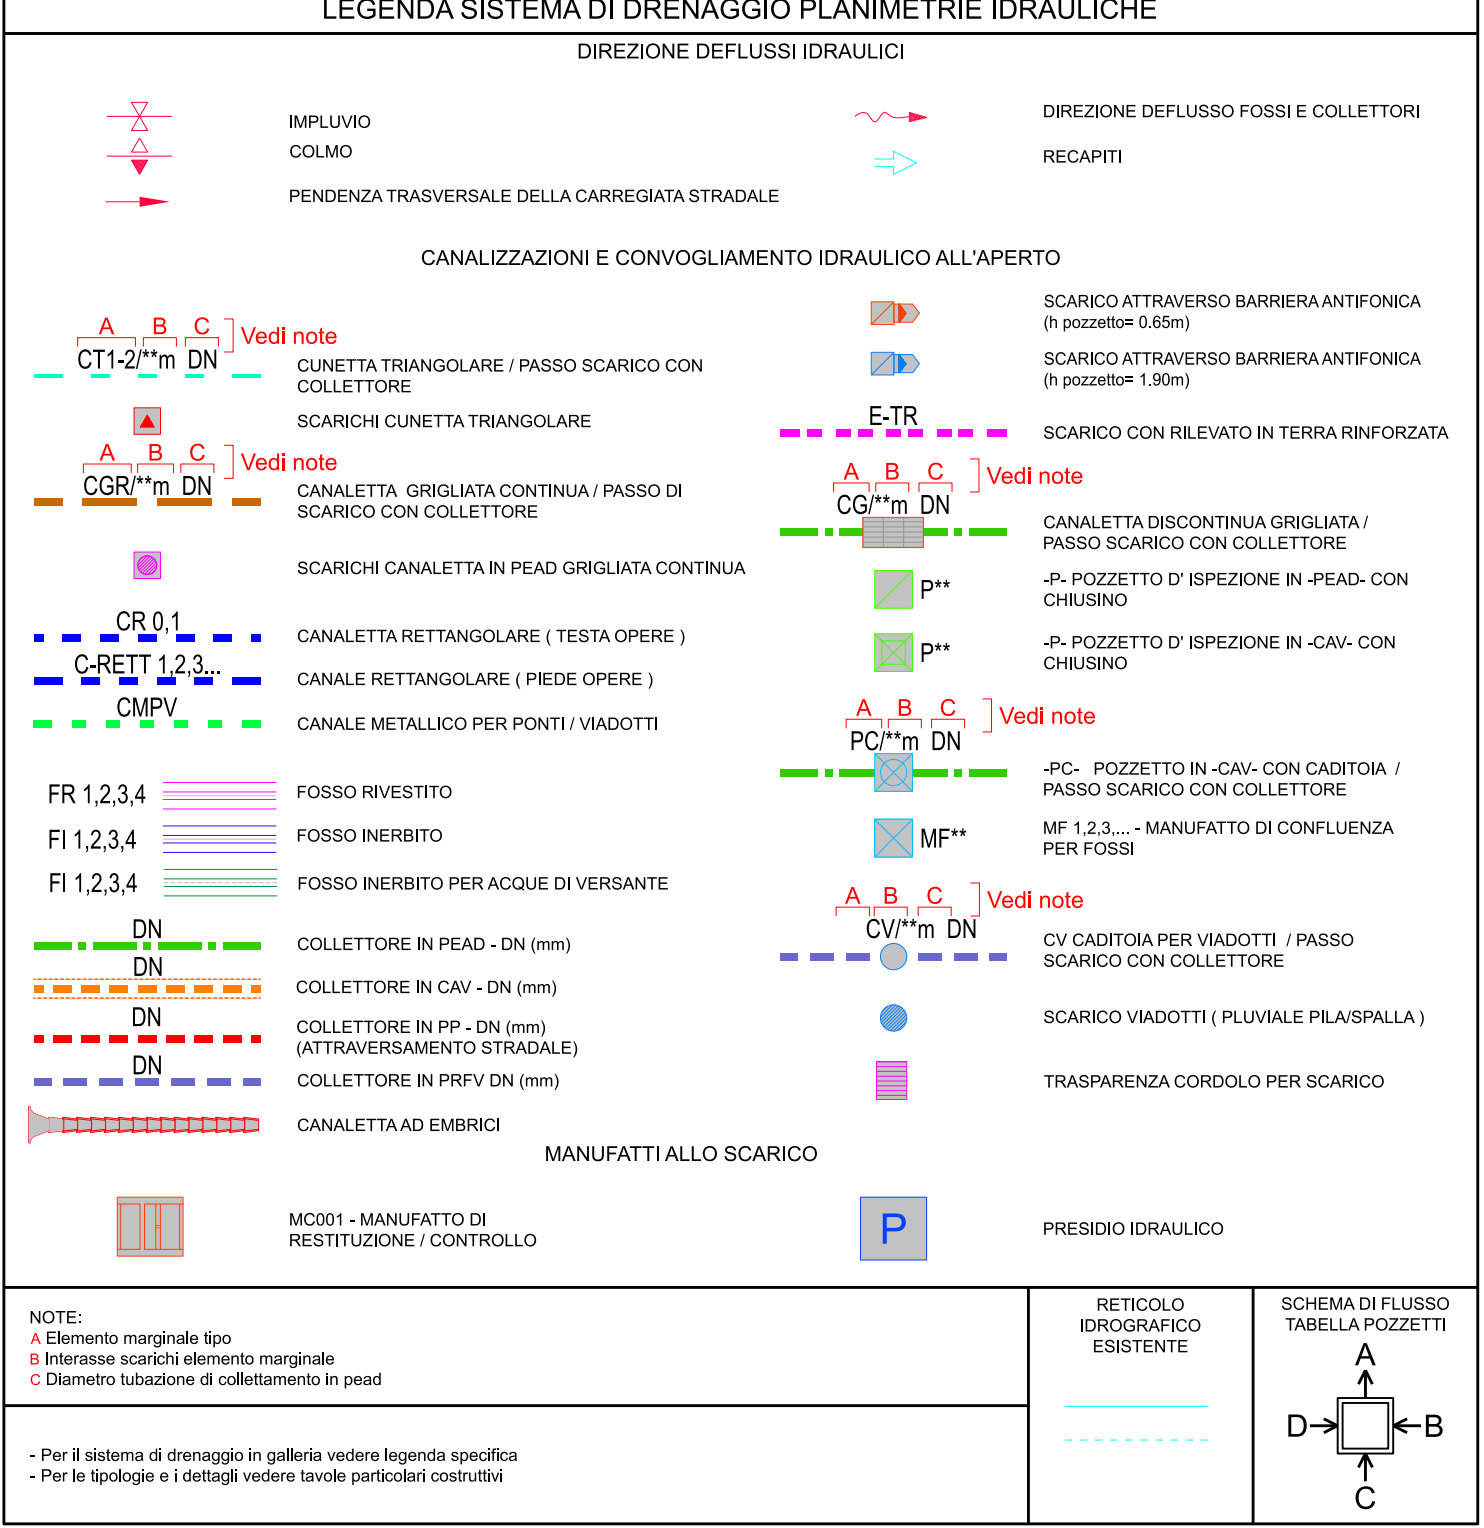 LEGENDA SISTEMA DI DRENAGGIO PLANIMETRIE IDRAULICHE
DIREZIONE DEFLUSSI IDRAULICI
IMPLUVIO
COLMO
PENDENZA TRASVERSALE DELLA CARREGIATA STRADALE
DIREZIONE DEFLUSSO FOSSI E COLLETTORI
RECAPITI
CANALIZZAZIONI E CONVOGLIAMENTO IDRAULICO ALL'APERTO
A B C Vedi note
CT1-2/**m DN
CUNETTA TRIANGOLARE / PASSO SCARICO CON
COLLETTORE
SCARICHI CUNETTA TRIANGOLARE
A B C Vedi note
CGR/**m DN
CANALETTA GRIGLIATA CONTINUA / PASSO DI
SCARICO CON COLLETTORE
SCARICHI CANALETTA IN PEAD GRIGLIATA CONTINUA
CR 0,1
CANALETTA RETTANGOLARE ( TESTA OPERE )
C-RETT 1,2,3...
CANALE RETTANGOLARE ( PIEDE OPERE )
CMPV
CANALE METALLICO PER PONTI / VIADOTTI
FR 1,2,3,4
FOSSO RIVESTITO
FI 1,2,3,4
FOSSO INERBITO
FI 1,2,3,4
FOSSO INERBITO PER ACQUE DI VERSANTE
DN
COLLETTORE IN PEAD - DN (mm)
DN
COLLETTORE IN CAV - DN (mm)
DN
COLLETTORE IN PP - DN (mm)
(ATTRAVERSAMENTO STRADALE)
DN
COLLETTORE IN PRFV DN (mm)
CANALETTA AD EMBRICI
SCARICO ATTRAVERSO BARRIERA ANTIFONICA
(h pozzetto= 0.65m)
SCARICO ATTRAVERSO BARRIERA ANTIFONICA
(h pozzetto= 1.90m)
E-TR
SCARICO CON RILEVATO IN TERRA RINFORZATA
A B C Vedi note
CG/**m DN
CANALETTA DISCONTINUA GRIGLIATA /
PASSO SCARICO CON COLLETTORE
P**
-P- POZZETTO D' ISPEZIONE IN -PEAD- CON
CHIUSINO
P**
-P- POZZETTO D' ISPEZIONE IN -CAV- CON
CHIUSINO
A B C Vedi note
PC/**m DN
-PC- POZZETTO IN -CAV- CON CADITOIA /
PASSO SCARICO CON COLLETTORE
MF**
MF 1,2,3,... - MANUFATTO DI CONFLUENZA
PER FOSSI
A B C Vedi note
CV/**m DN
CV CADITOIA PER VIADOTTI / PASSO
SCARICO CON COLLETTORE
SCARICO VIADOTTI ( PLUVIALE PILA/SPALLA )
TRASPARENZA CORDOLO PER SCARICO
MANUFATTI ALLO SCARICO
MC001 - MANUFATTO DI
RESTITUZIONE / CONTROLLO
P
PRESIDIO IDRAULICO
NOTE:
A Elemento marginale tipo
B Interasse scarichi elemento marginale
C Diametro tubazione di collettamento in pead
- Per il sistema di drenaggio in galleria vedere legenda specifica
- Per le tipologie e i dettagli vedere tavole particolari costruttivi
RETICOLO
IDROGRAFICO
ESISTENTE
SCHEMA DI FLUSSO
TABELLA POZZETTI
A
D B
C